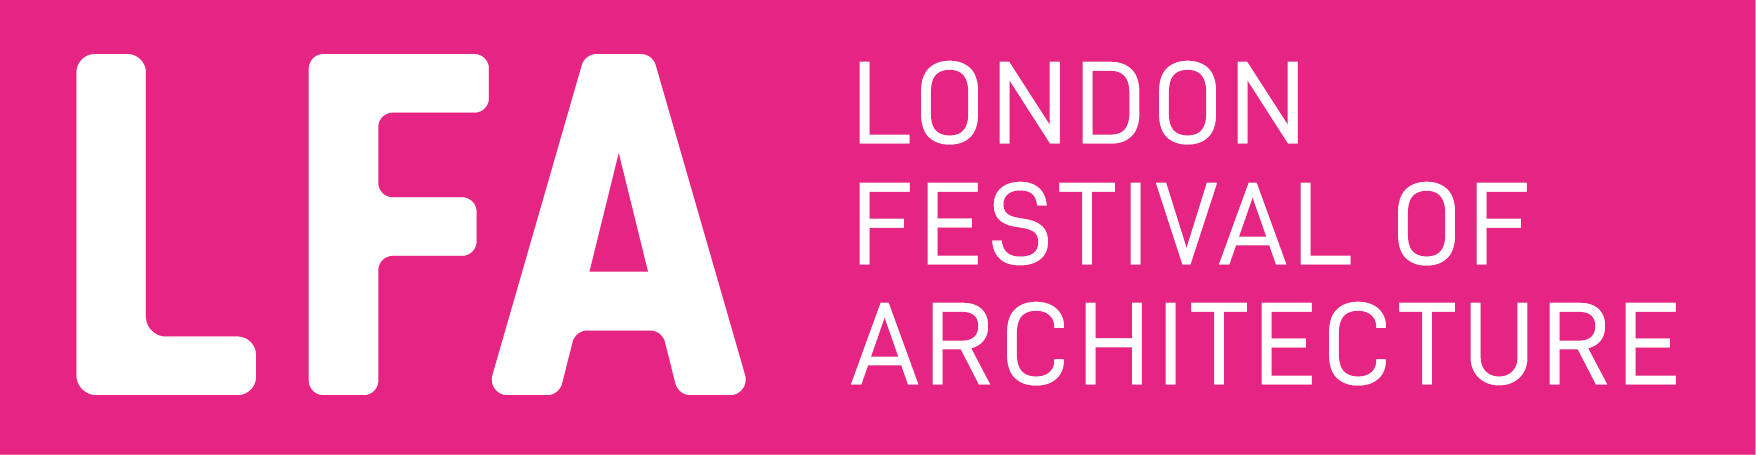 LFA
LONDON
FESTIVAL OF
ARCHITECTURE